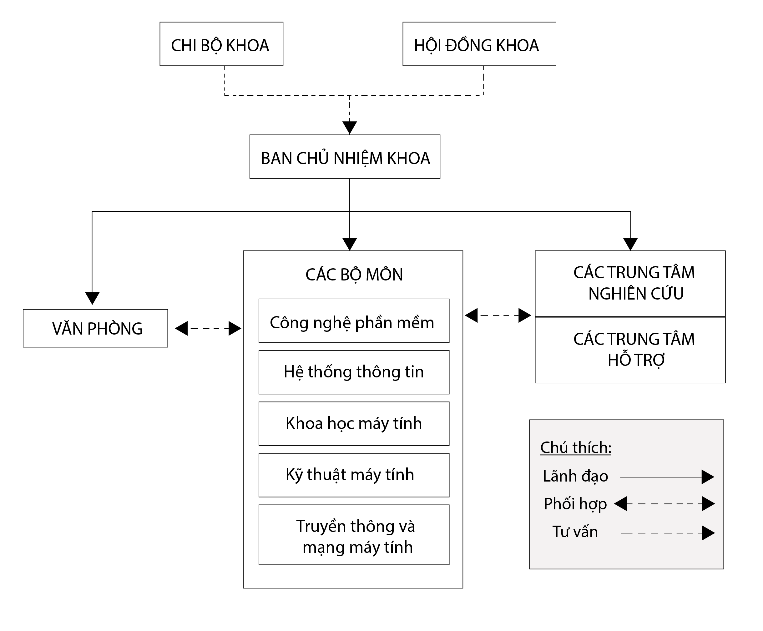 CHI BỘ KHOA
HỘI ĐỒNG KHOA
BAN CHỦ NHIỆM KHOA
VĂN PHÒNG
CÁC BỘ MÔN
Công nghệ phần mềm
Hệ thống thông tin
Khoa học máy tính
Kỹ thuật máy tính
Truyền thông và
mạng máy tính
CÁC TRUNG TÂM
NGHIÊN CỨU
CÁC TRUNG TÂM
HỖ TRỢ
Chú thích:
Lãnh đạo
Phối hợp
Tư vấn